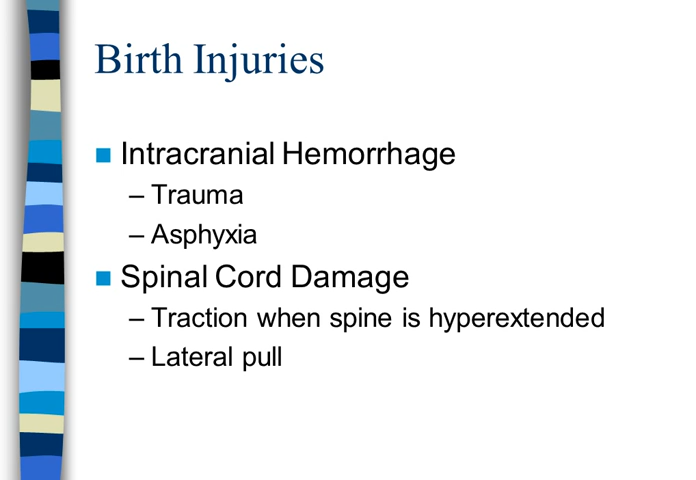 Birth Injuries
■ Intracranial Hemorrhage
– Trauma
– Asphyxia
■ Spinal Cord Damage
– Traction when spine is hyperextended
– Lateral pull